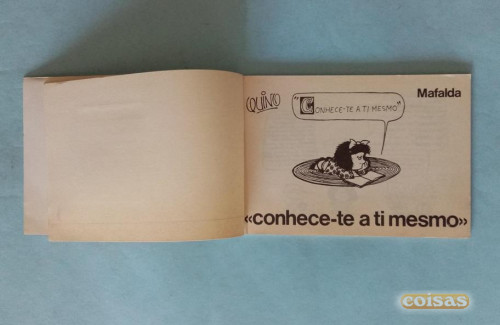 QUINO
"CONHECE-TE A TI MESMO"
Mafalda
«conhece-te a ti mesmo»
coisas